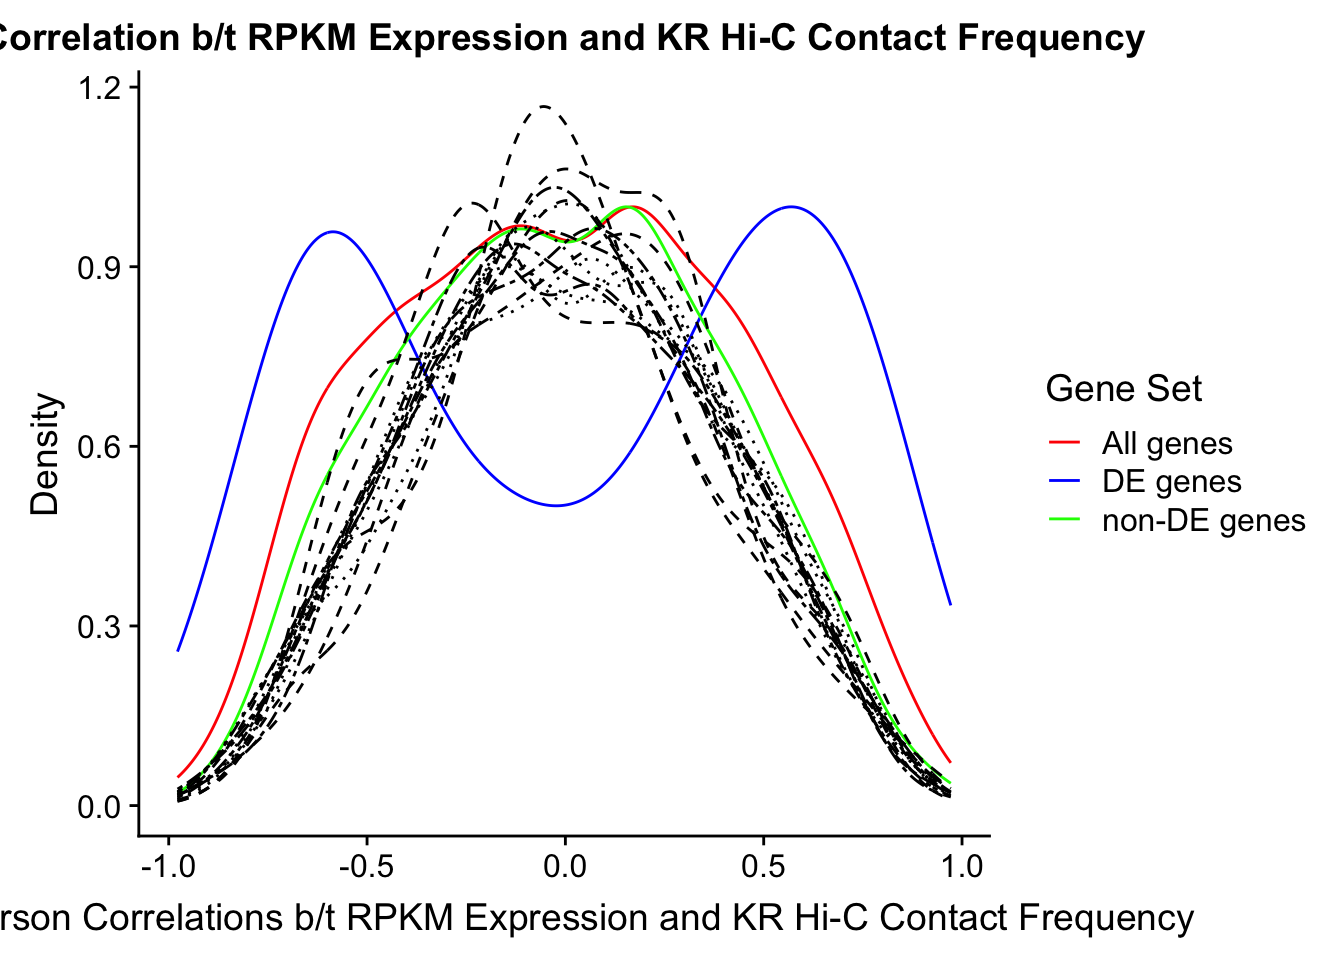 Correlation b/t RPKM Expression and KR Hi-C Contact Frequency
1.2
0.9
0.6
0.3
0.0
Density
-1.0 -0.5 0.0 0.5 1.0
rson Correlations b/t RPKM Expression and KR Hi-C Contact Frequency
Gene Set
All genes
DE genes
non-DE genes